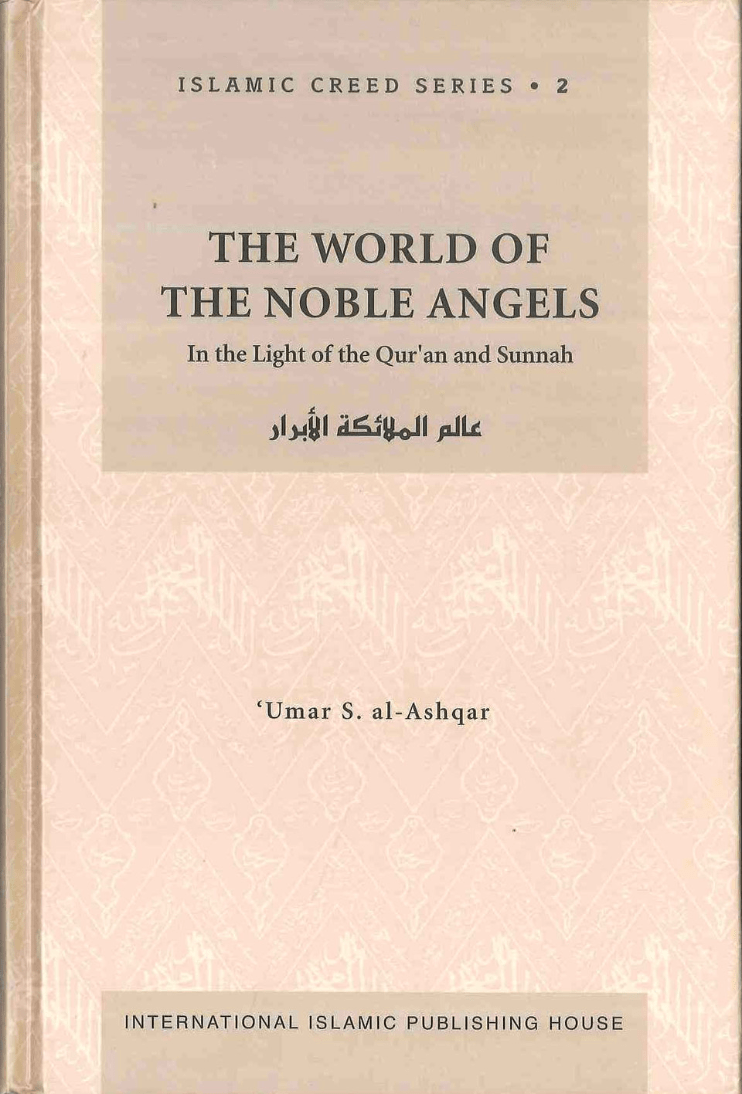 ISLAMIC CREED SERIES • 2
THE WORLD OF
THE NOBLE ANGELS
In the Light of the Qur'an and Sunnah
عالم الملائكة الأبرار
‘Umar S. al-Ashqar
INTERNATIONAL ISLAMIC PUBLISHING HOUSE